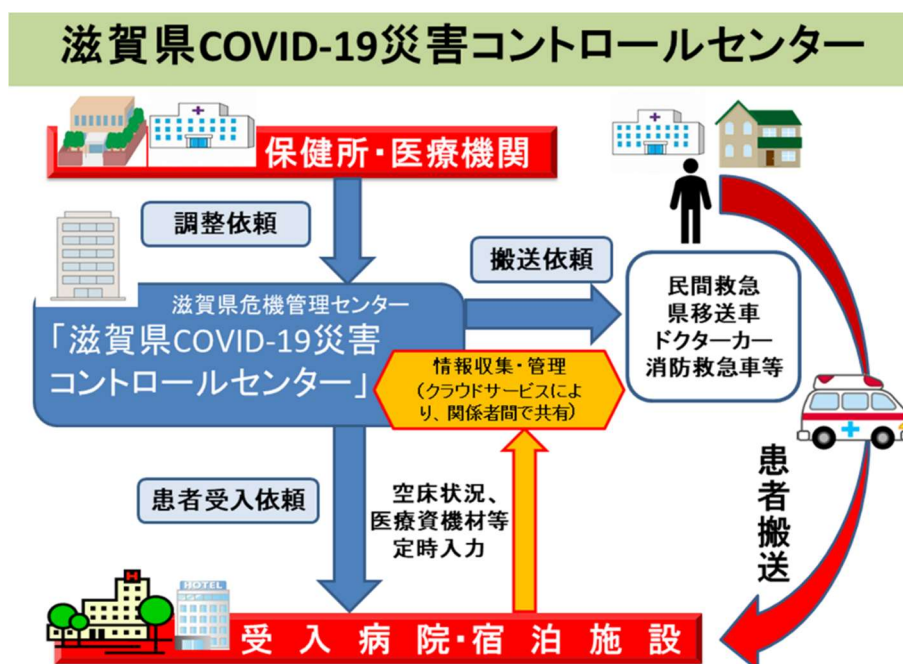 滋賀県COVID-19災害コントロールセンター
保健所・医療機関
調整依頼
搬送依頼
滋賀県危機管理センター
「滋賀県COVID-19災害
コントロールセンター」
民間救急
県移送車
ドクターカー
消防救急車等
情報収集・管理
(クラウドサービスによ
り、関係者間で共有)
患者受入依頼
空床状況、
医療資機材等
定時入力
患者搬送
HOTEL
受入病院・宿泊施設